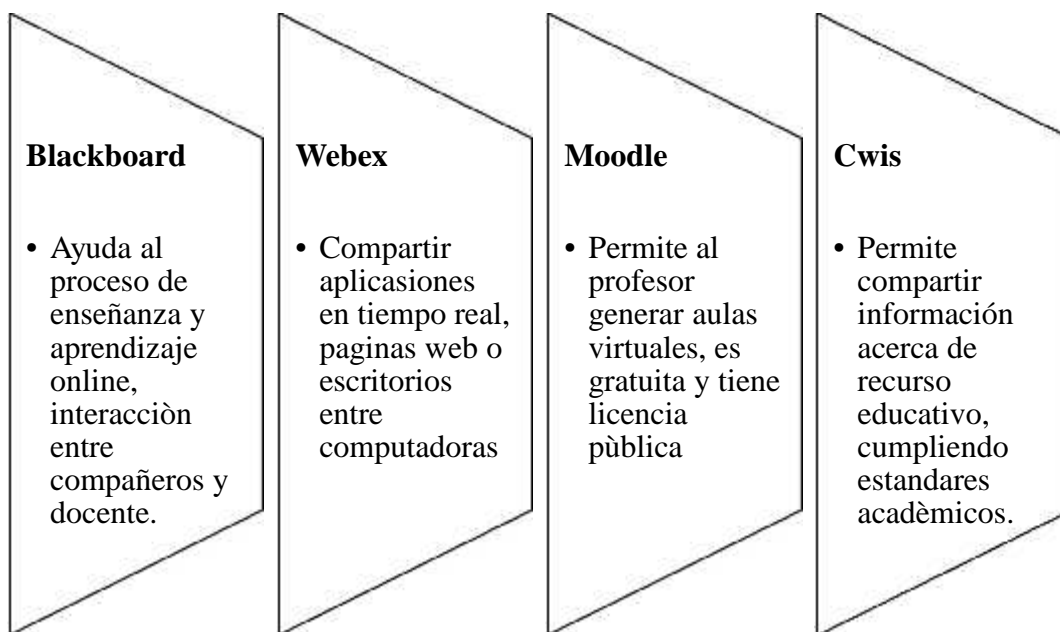 Blackboard
• Ayuda al
proceso de
enseñanza y
aprendizaje
online,
interacciòn
entre
compañeros y
docente.
Webex
• Compartir
aplicasiones
en tiempo real,
paginas web o
escritorios
entre
computadoras
Moodle
• Permite al
profesor
generar aulas
virtuales, es
gratuita y tiene
licencia
pùblica
Cwis
• Permite
compartir
información
acerca de
recurso
educativo,
cumpliendo
estandares
acadèmicos.